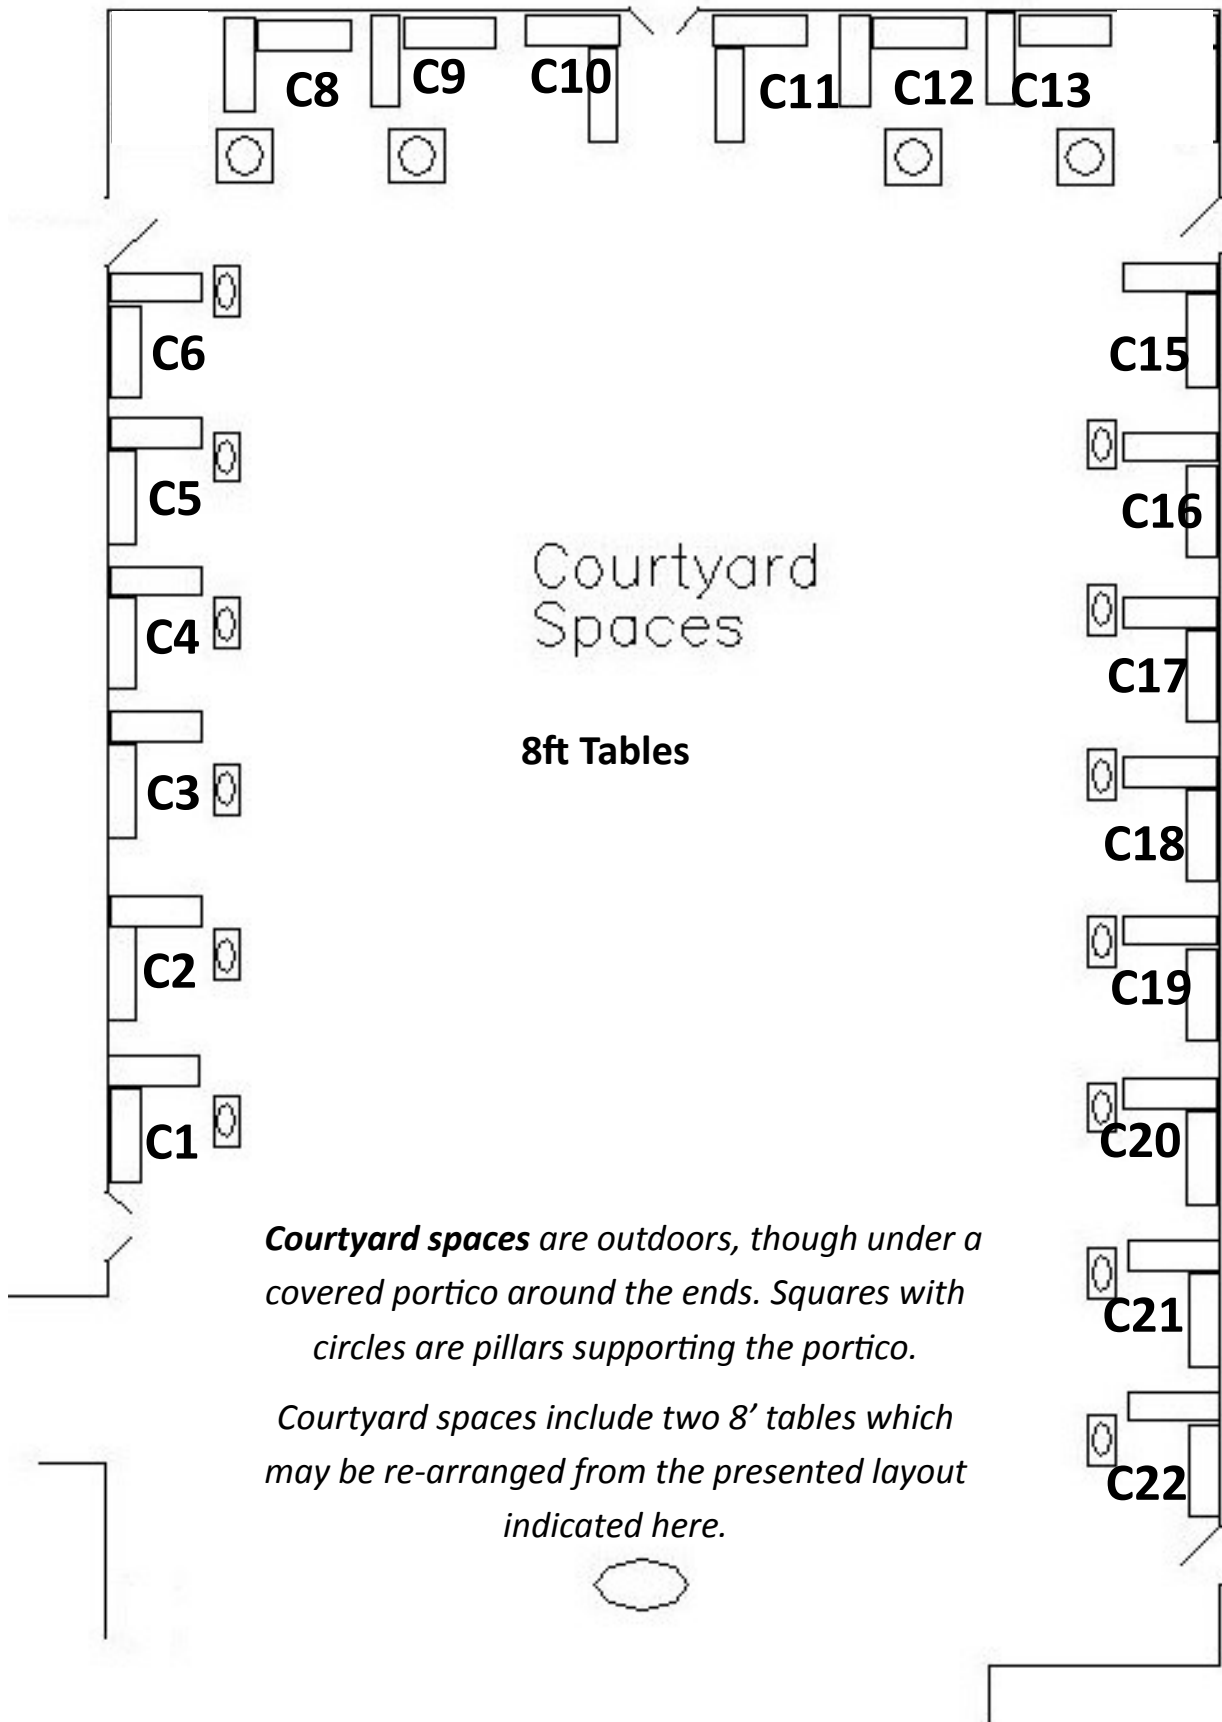 C8
C9
C10
C11
C12
C13
C6
C15
C5
C16
C4
C17
C3
C18
C2
C19
C1
C20
C21
C22
Courtyard
Spaces
8ft Tables
Courtyard spaces are outdoors, though under a
covered portico around the ends. Squares with
circles are pillars supporting the portico.
Courtyard spaces include two 8’ tables which
may be re-arranged from the presented layout
indicated here.